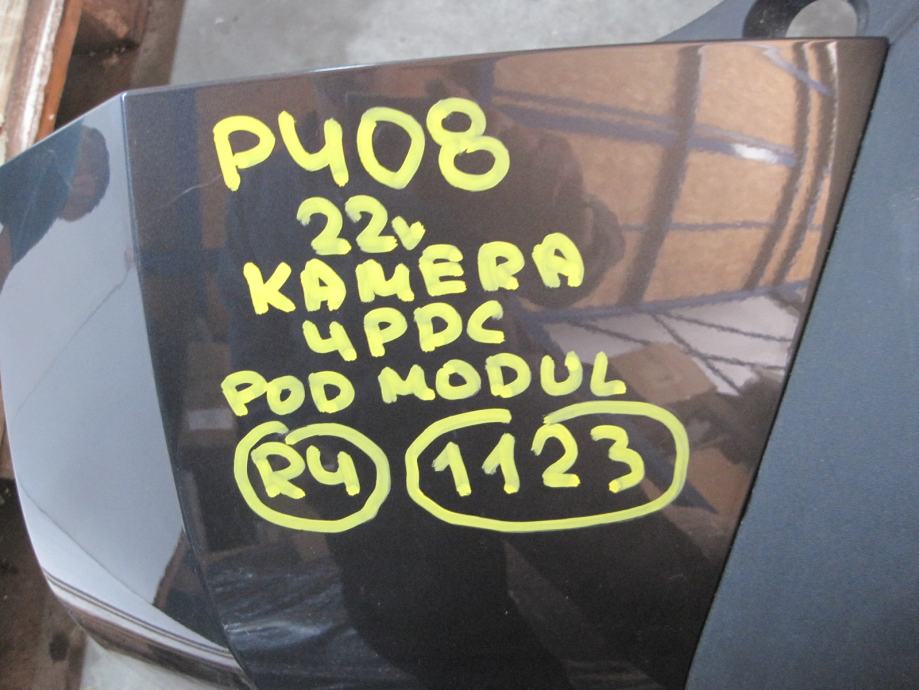 P408
22v
KAMERA
4PDC
POD MODUL
R4 1123